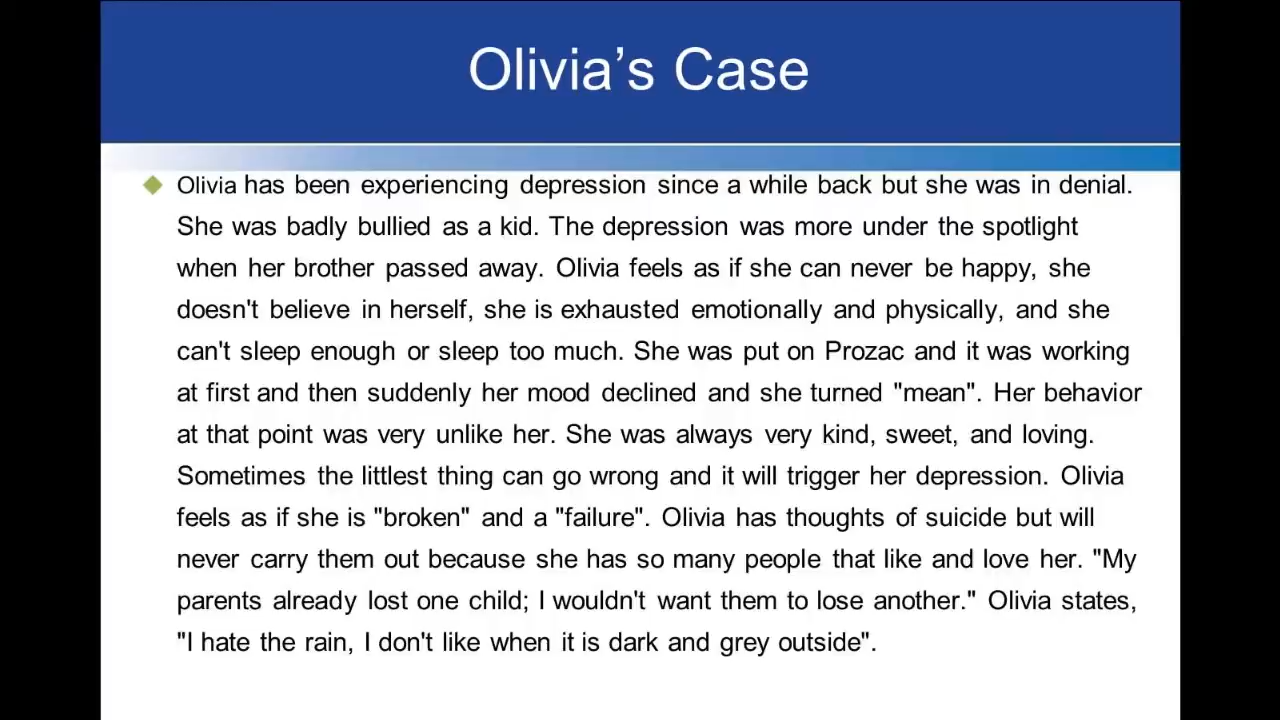 Olivia’s Case
Olivia has been experiencing depression since a while back but she was in denial.
She was badly bullied as a kid. The depression was more under the spotlight
when her brother passed away. Olivia feels as if she can never be happy, she
doesn't believe in herself, she is exhausted emotionally and physically, and she
can't sleep enough or sleep too much. She was put on Prozac and it was working
at first and then suddenly her mood declined and she turned "mean". Her behavior
at that point was very unlike her. She was always very kind, sweet, and loving.
Sometimes the littlest thing can go wrong and it will trigger her depression. Olivia
feels as if she is "broken" and a "failure". Olivia has thoughts of suicide but will
never carry them out because she has so many people that like and love her. "My
parents already lost one child; I wouldn't want them to lose another." Olivia states,
"I hate the rain, I don't like when it is dark and grey outside".